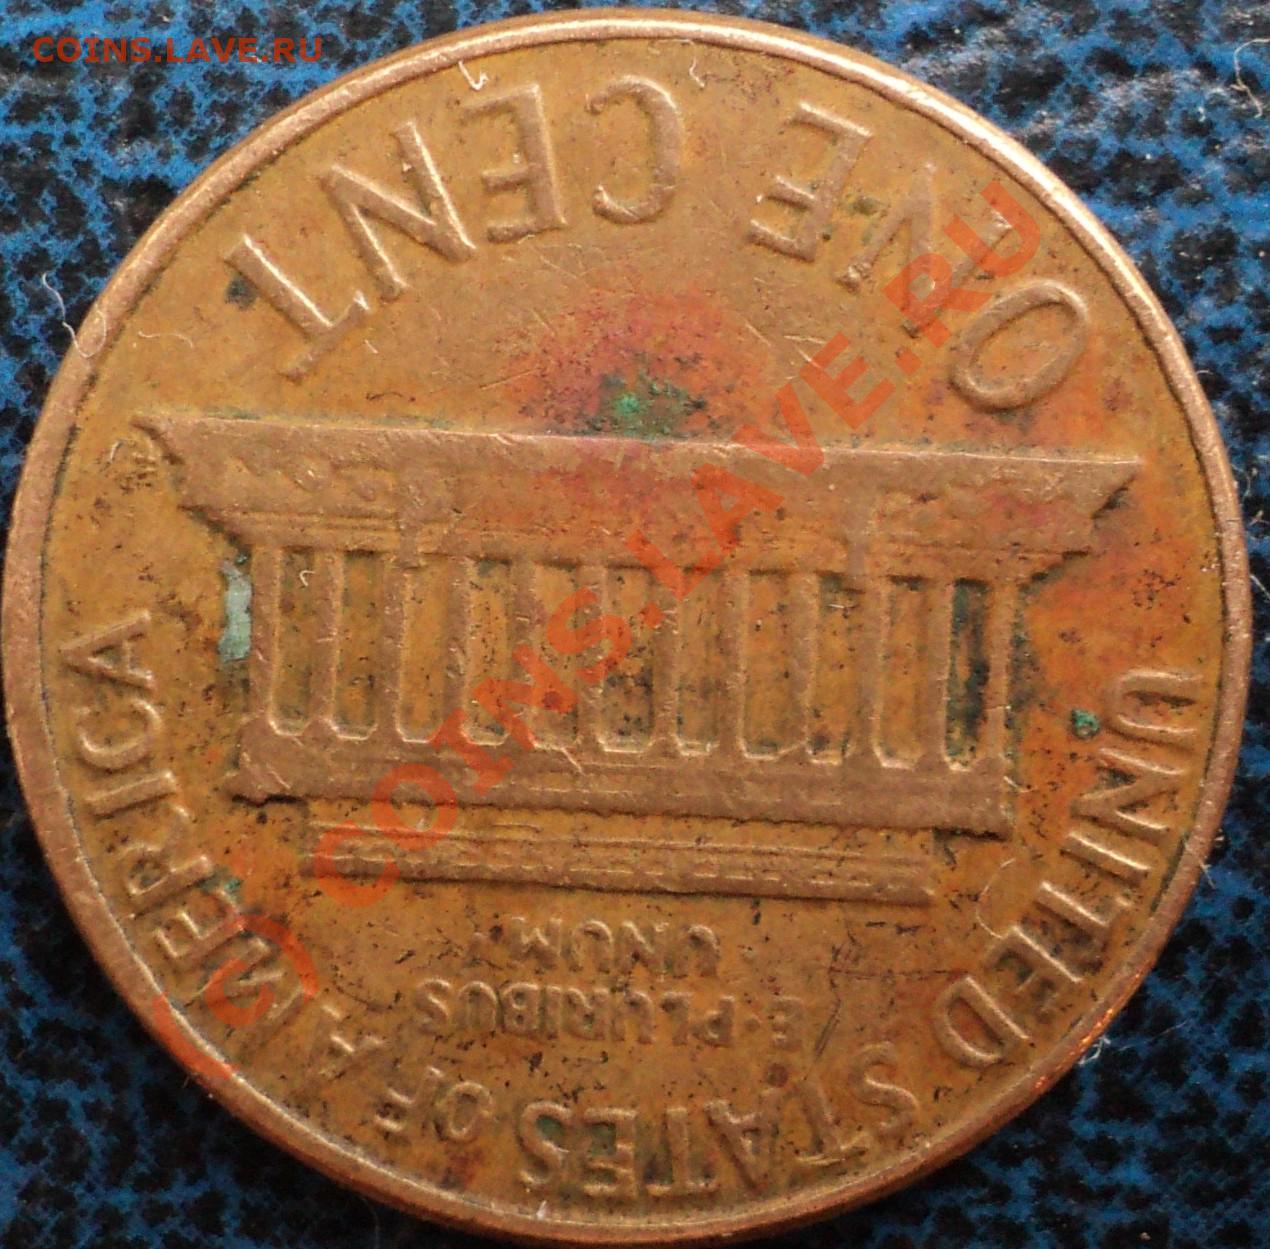 COINS.LAVE.RU
UNITED STATES OF AMERICA
E·PLURIBUS
UNUM
ONE CENT
(c) COINS.LAVE.RU